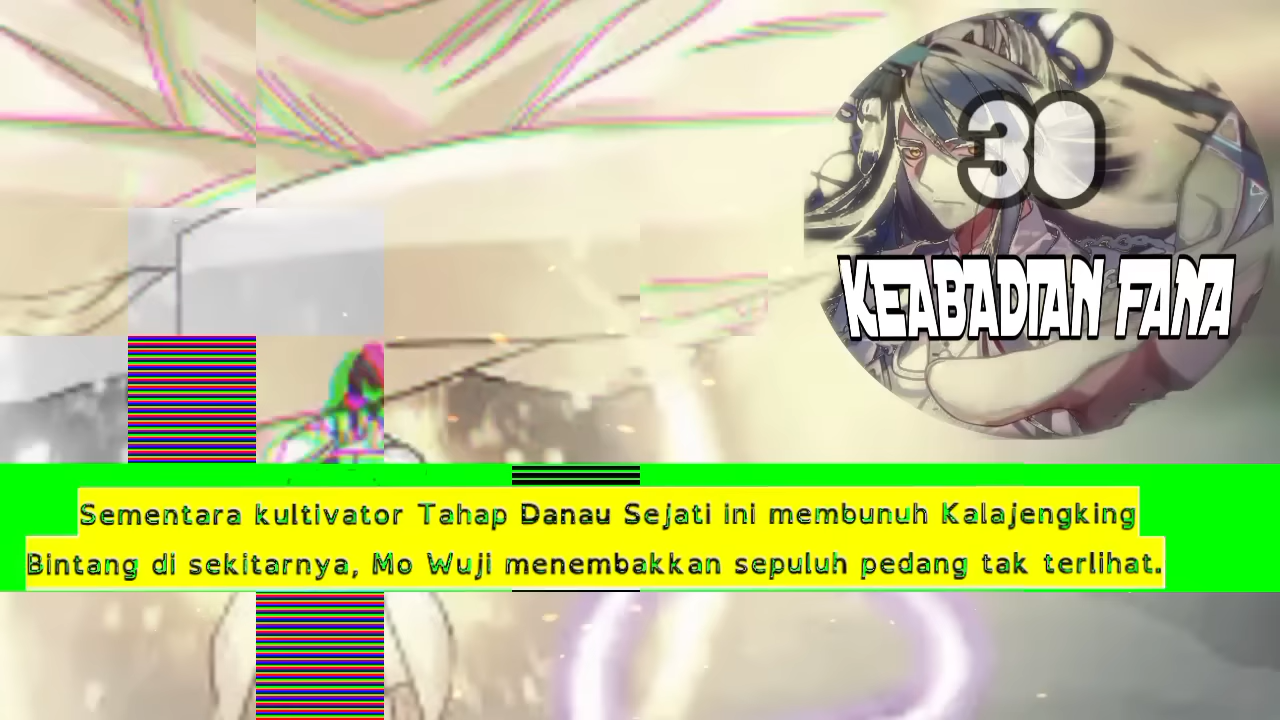 30
KEABADIAN FANA
Sementara kultivator Tahap Danau Sejati ini membunuh Kalajengking
Bintang di sekitarnya, Mo Wuji menembakkan sepuluh pedang tak terlihat.